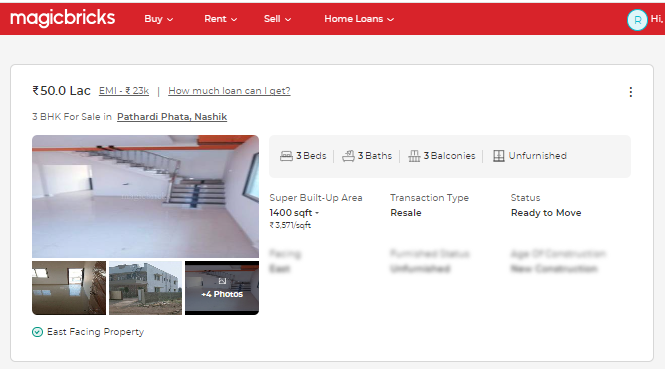 magicbricks
Buy Rent Sell Home Loans
R Hi,
₹50.0 Lac EMI - ₹ 23k | How much loan can I get?
3 BHK For Sale in Pathardi Phata, Nashik
3 Beds 3 Baths 3 Balconies Unfurnished
Super Built-Up Area Transaction Type Status
1400 sqft Resale Ready to Move
₹3,571/sqft
Facing Furnished Status Age Of Construction
East Unfurnished New Construction
+4 Photos
East Facing Property